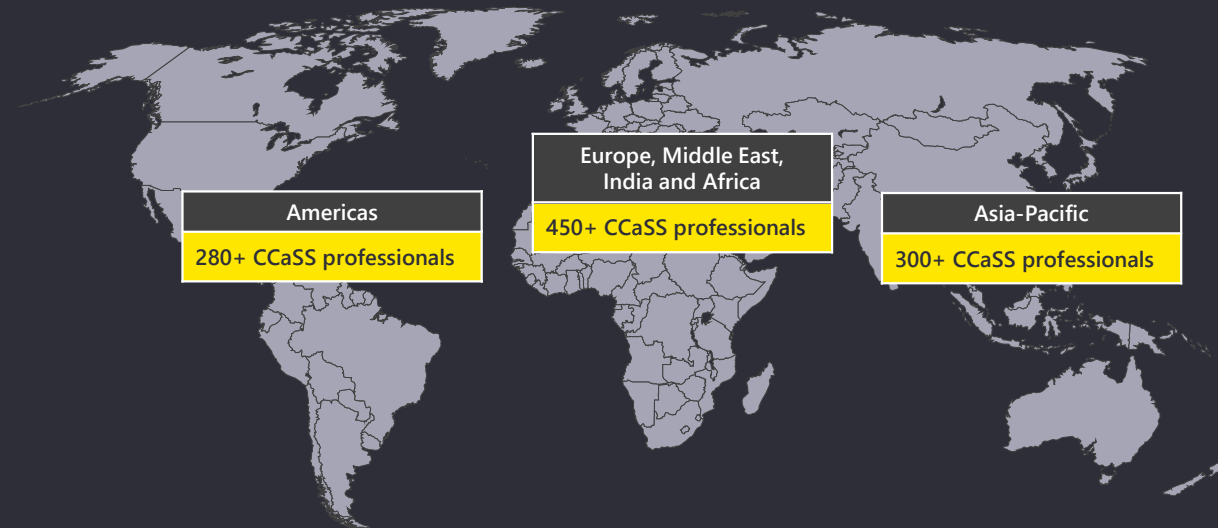 Americas
280+ CCaSS professionals
Europe, Middle East,
India and Africa
450+ CCaSS professionals
Asia-Pacific
300+ CCaSS professionals